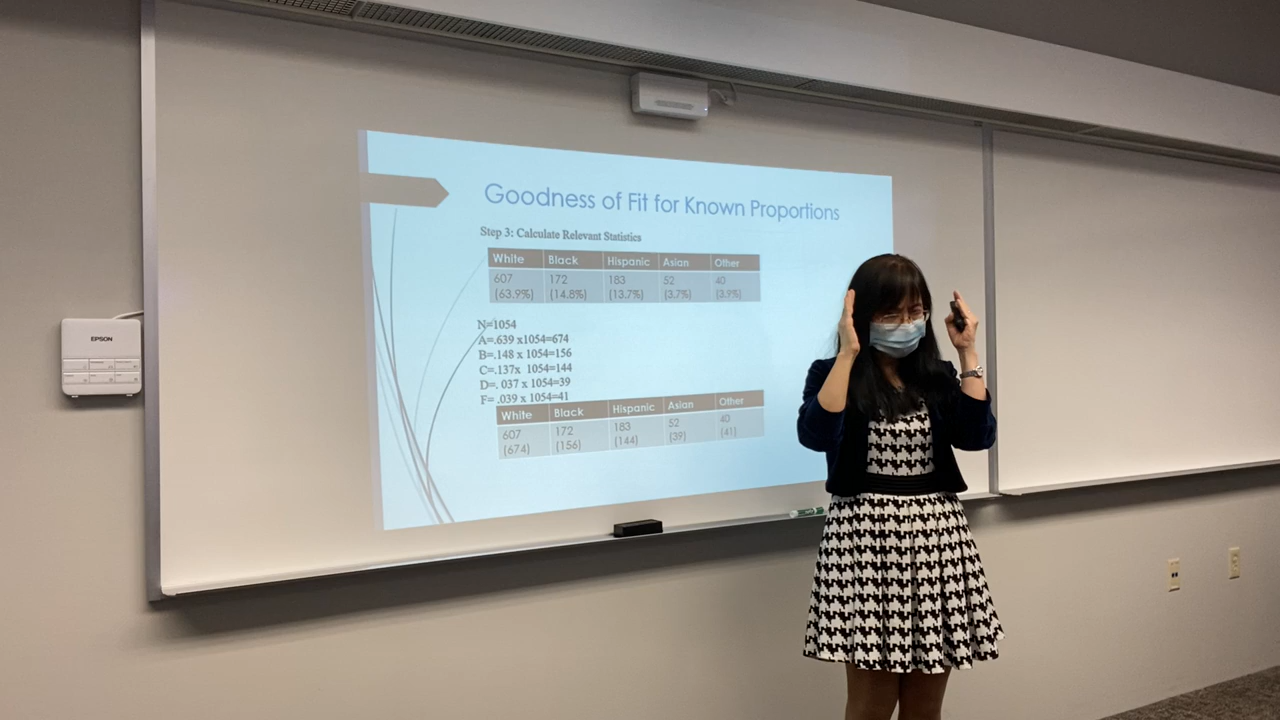 Goodness of Fit for Known Proportions
Step 3: Calculate Relevant Statistics
White Black Hispanic Asian Other
607 172 183 52 40
(63.9%) (14.8%) (13.7%) (3.7%) (3.9%)
N=1054
A=.639 x1054=674
B=.148 x 1054=156
C=.137x 1054=144
D=. 037 x 1054=39
F= .039 x 1054=41
White Black Hispanic Asian Other
607 172 183 52 40
(674) (156) (144) (39) (41)
EPSON